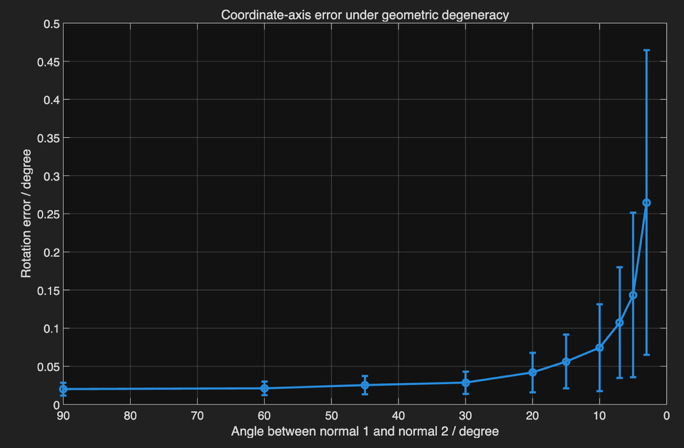 Coordinate-axis error under geometric degeneracy
0.5
0.45
0.4
0.35
0.3
0.25
0.2
0.15
0.1
0.05
0
Rotation error / degree
90 80 70 60 50 40 30 20 10 0
Angle between normal 1 and normal 2 / degree